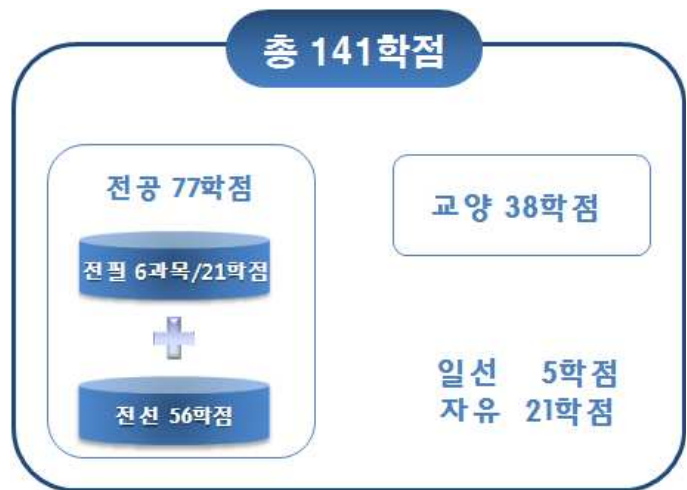 총 141학점
전공 77학점
전필 6과목/21학점
전선 56학점
교양 38학점
일선 5학점
자유 21학점